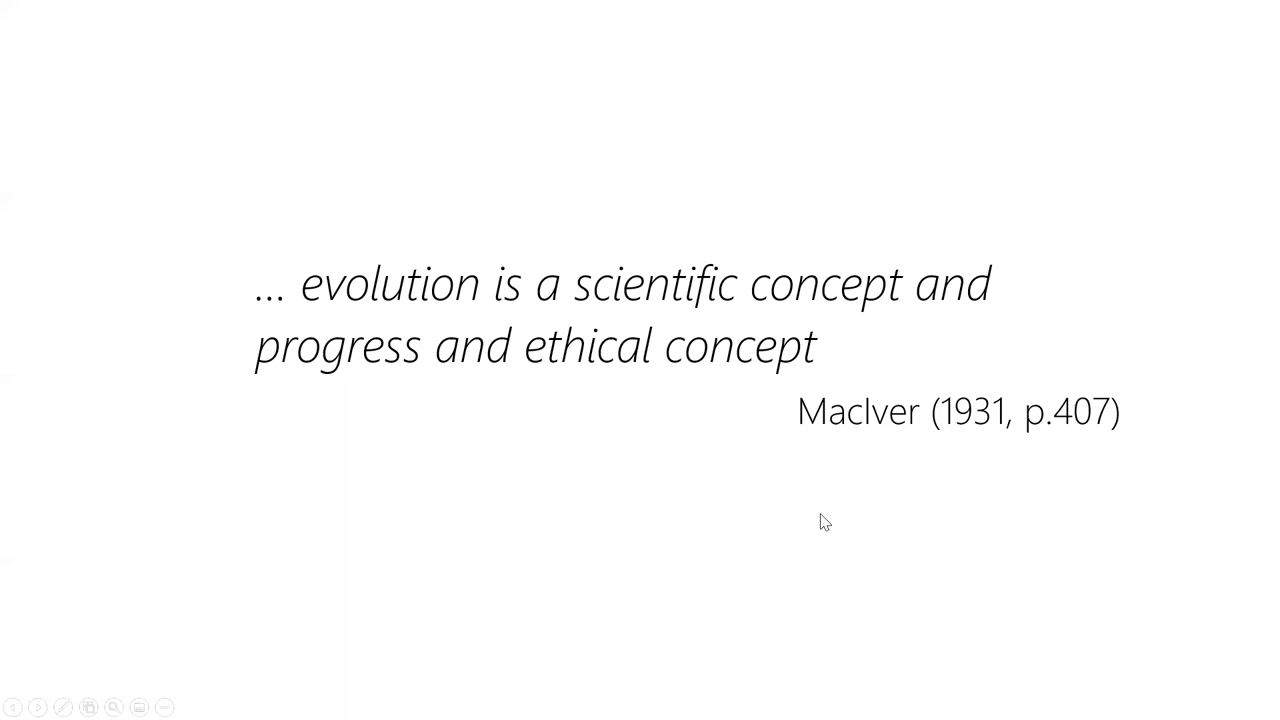 ... evolution is a scientific concept and
progress and ethical concept
MacIver (1931, p.407)